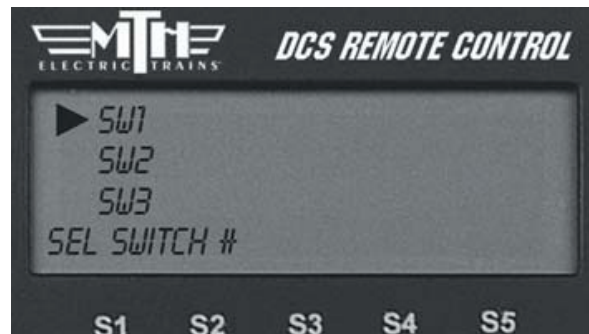 MTH
ELECTRIC TRAINS
DCS REMOTE CONTROL
SW1
SW2
SW3
SEL SWITCH #
S1 S2 S3 S4 S5